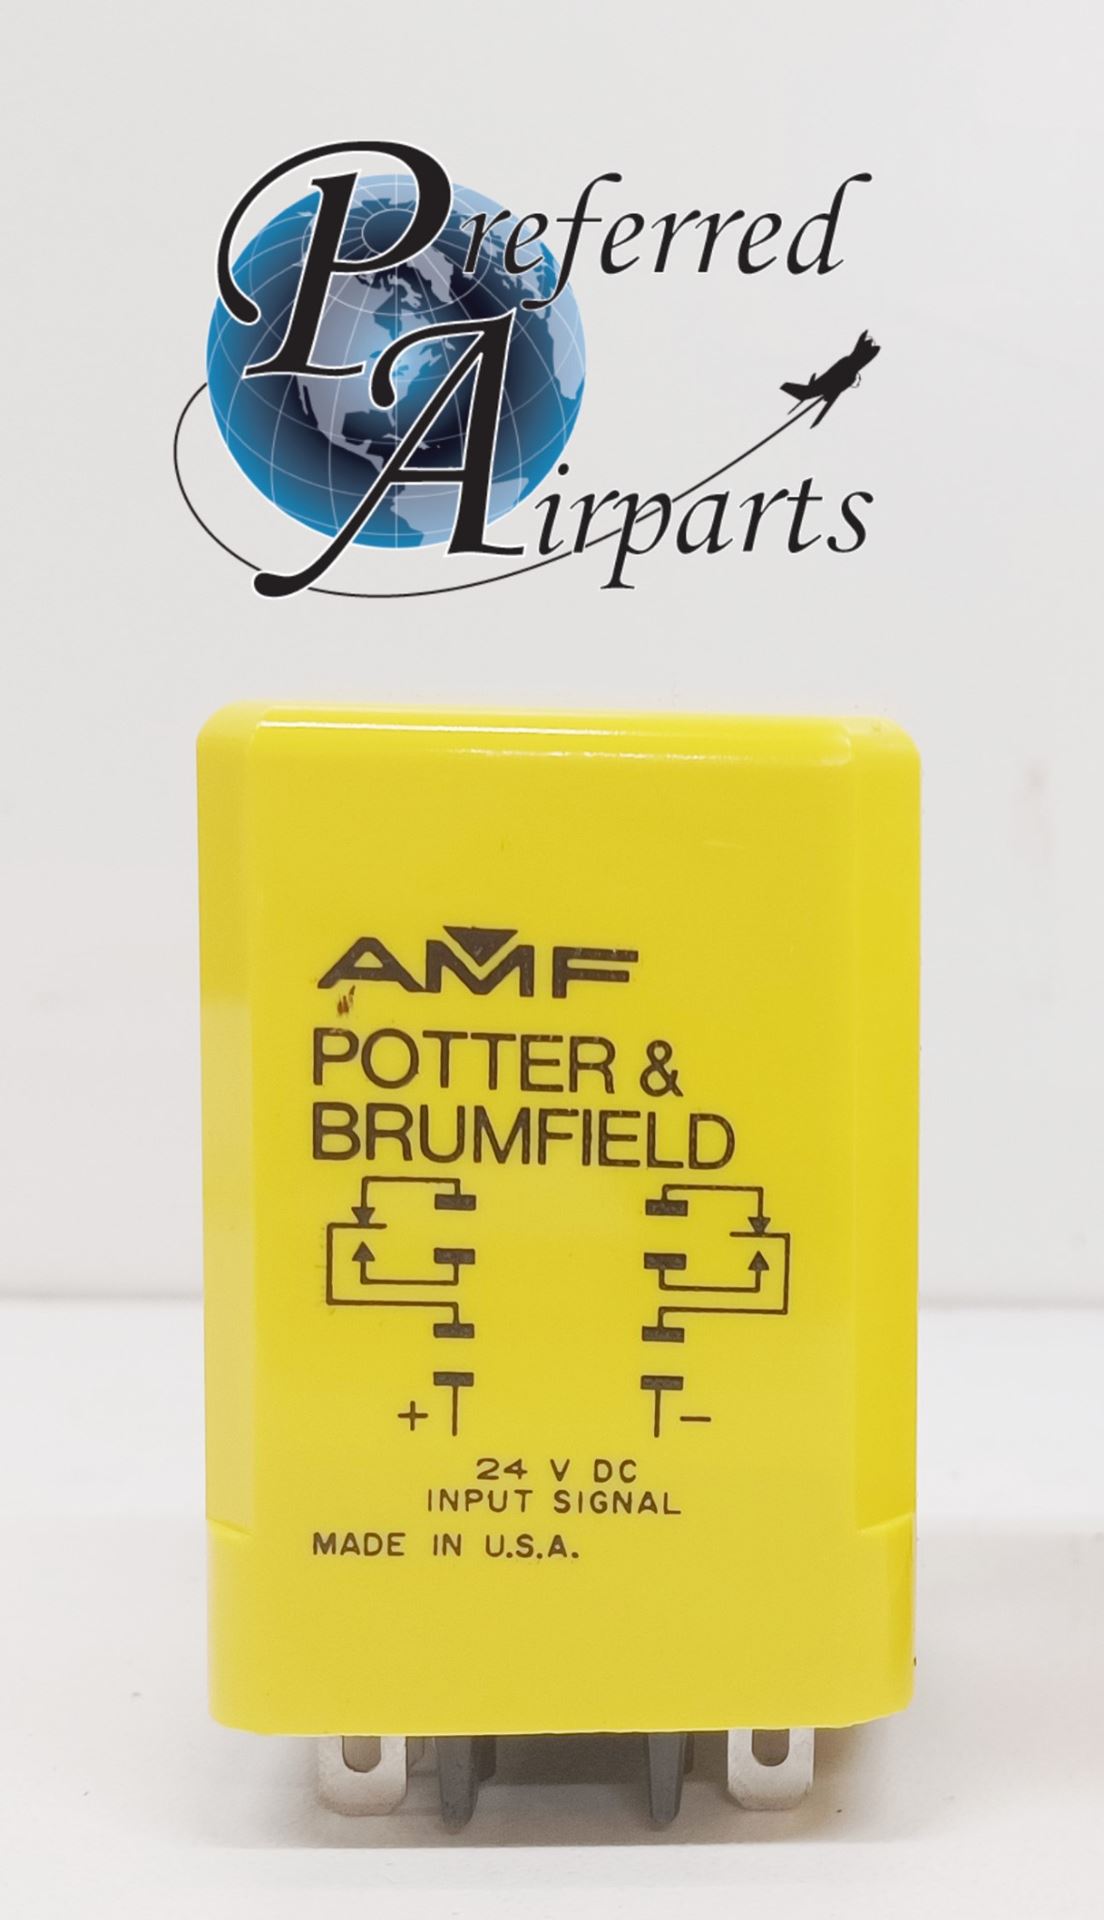 Preferred
Airparts
AMF
POTTER &
BRUMFIELD
+ –
24 V DC
INPUT SIGNAL
MADE IN U.S.A.